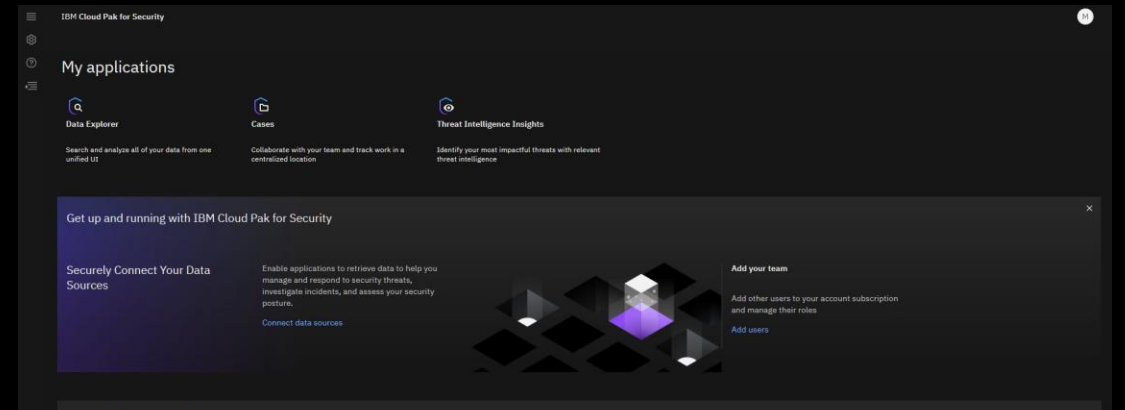 IBM Cloud Pak for Security
M
My applications
Data Explorer
Search and analyze all of your data from one
unified UI
Cases
Collaborate with your team and track work in a
centralized location
Threat Intelligence Insights
Identify your most impactful threats with relevant
threat intelligence
Get up and running with IBM Cloud Pak for Security
Securely Connect Your Data
Sources
Enable applications to retrieve data to help you
manage and respond to security threats,
investigate incidents, and assess your security
posture.
Connect data sources
Add your team
Add other users to your account subscription
and manage their roles
Add users